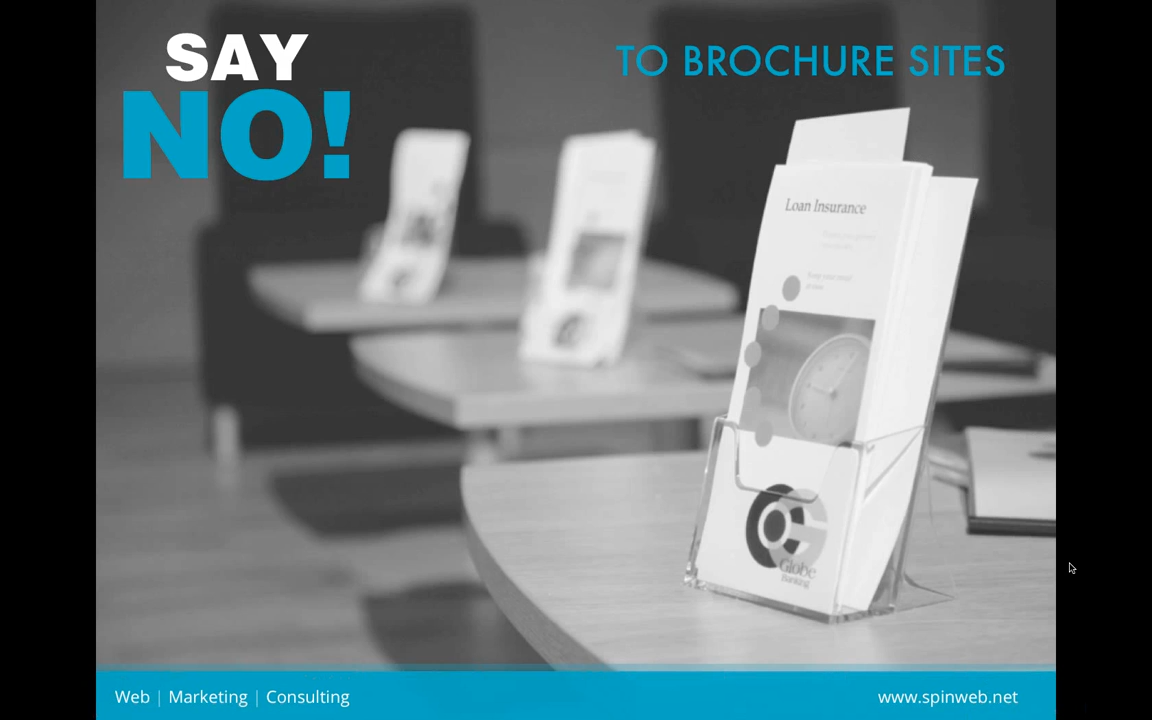 SAY
NO!
TO BROCHURE SITES
Loan Insurance
Globe
Banking
Web | Marketing | Consulting
www.spinweb.net